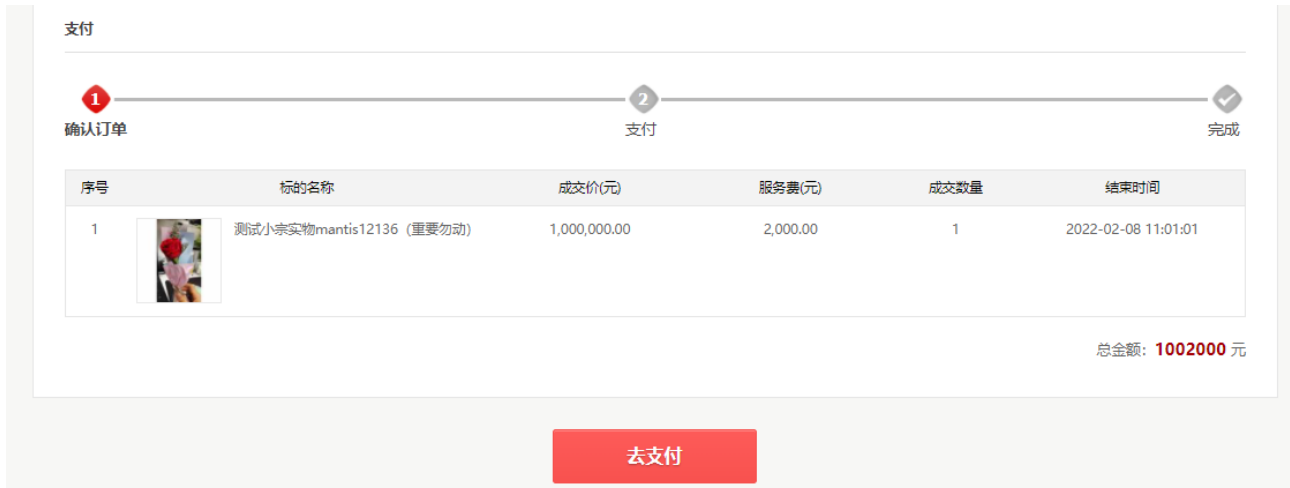 支付
1
2
确认订单
支付
完成
序号 标的名称 成交价(元) 服务费(元) 成交数量 结束时间
1 测试小宗实物mantis12136（重要勿动） 1,000,000.00 2,000.00 1 2022-02-08 11:01:01
总金额：1002000 元
去支付